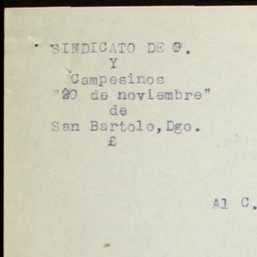 SINDICATO DE P.
Y
Campesinos
"20 de noviembre"
de
San Bartolo, Dgo.
£
Al C.